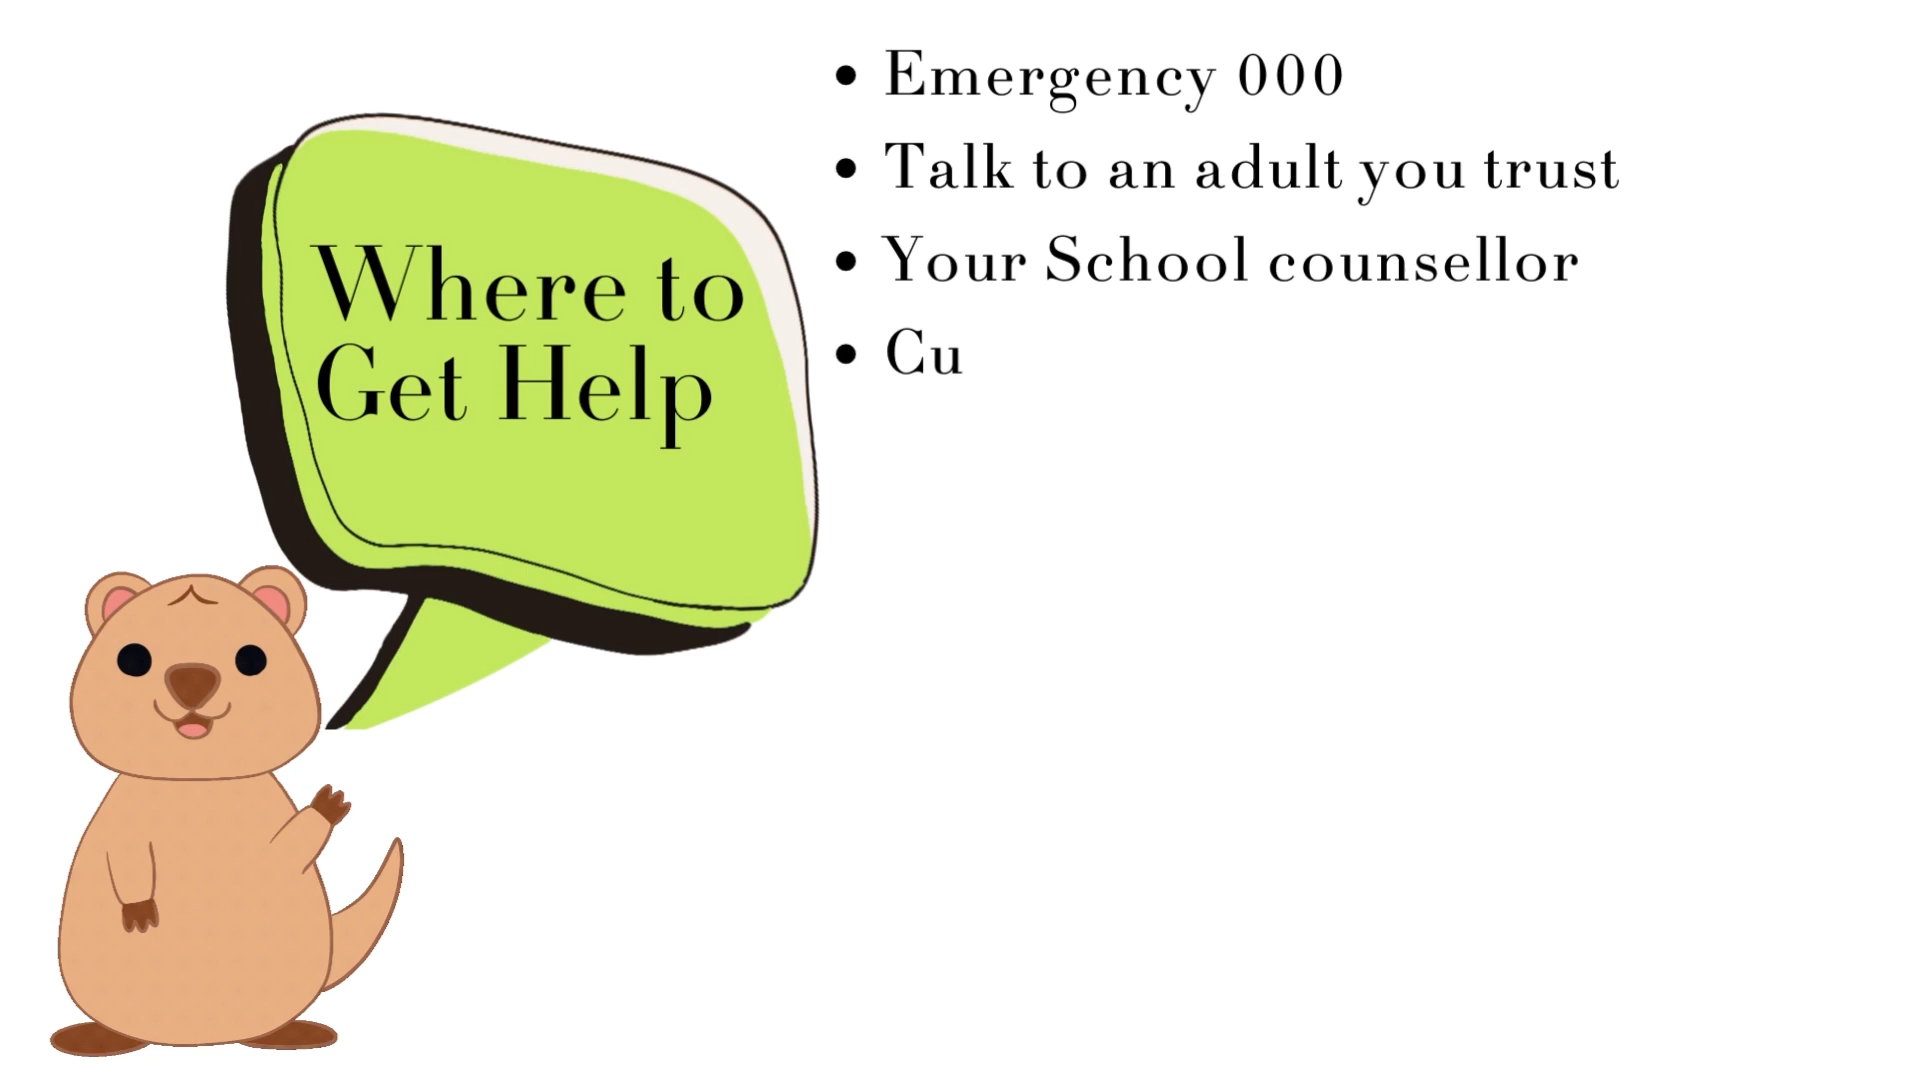 Where to
Get Help
• Emergency 000
• Talk to an adult you trust
• Your School counsellor
• Cu